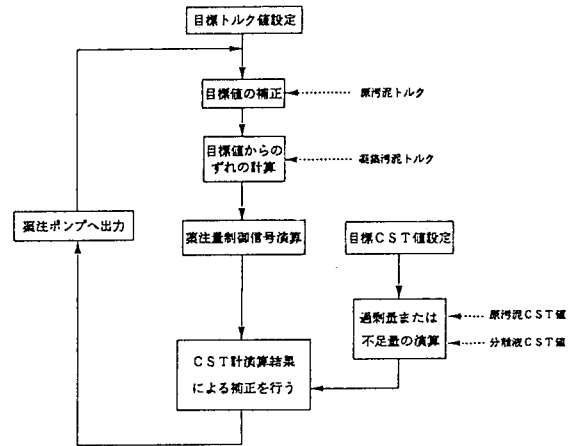 目標トルク値設定
目標値の補正
原汚泥トルク
目標値からの
ずれの計算
凝集汚泥トルク
薬注ポンプへ出力
薬注量制御信号演算
目標CST値設定
過剰量または
不足量の演算
原汚泥CST値
分離液CST値
CST計演算結果
による補正を行う